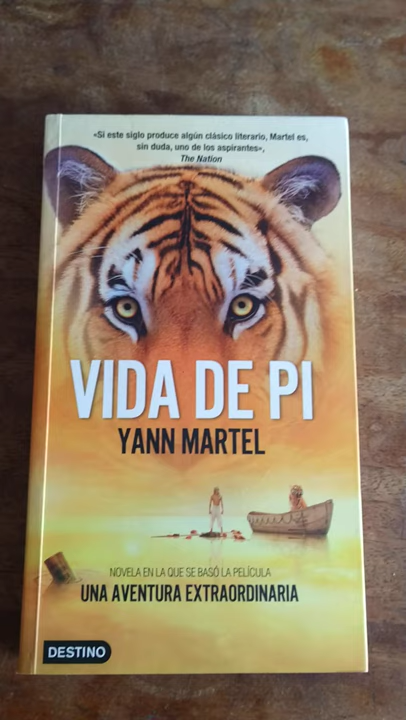 «Si este siglo produce algún clásico literario, Martel es,
sin duda, uno de los aspirantes»,
The Nation
VIDA DE PI
YANN MARTEL
NOVELA EN LA QUE SE BASÓ LA PELÍCULA
UNA AVENTURA EXTRAORDINARIA
DESTINO